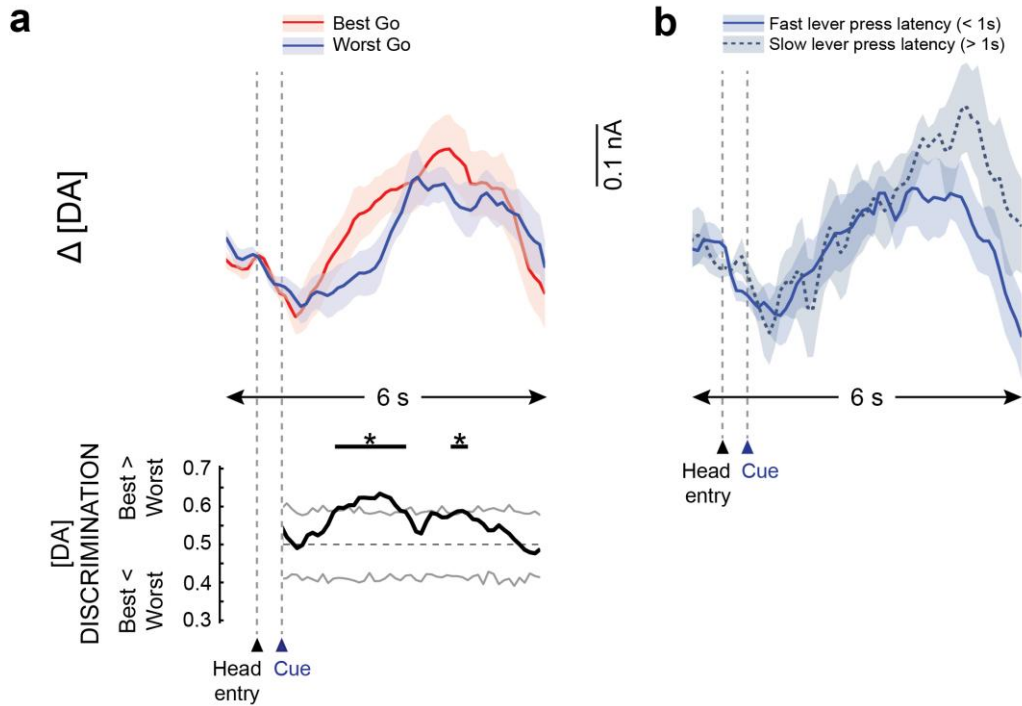 a
Best Go
Worst Go
Δ [DA]
6 s
0.1 nA
* *
[DA]
DISCRIMINATION
Best < Worst
Best > Worst
0.7
0.6
0.5
0.4
0.3
Head entry
Cue
b
Fast lever press latency (< 1s)
Slow lever press latency (> 1s)
6 s
Head entry
Cue